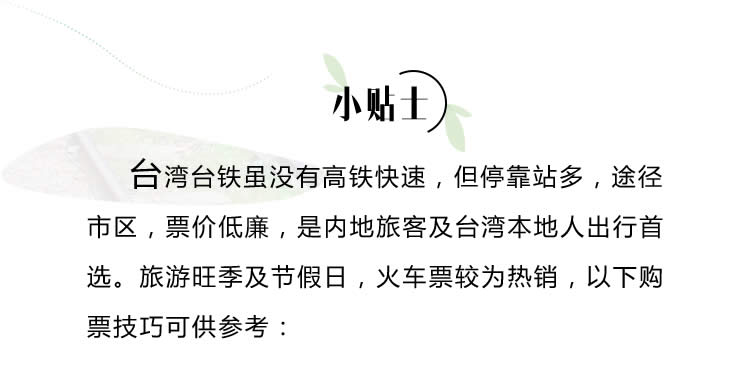 小贴士
台湾台铁虽没有高铁快速，但停靠站多，途径
市区，票价低廉，是内地旅客及台湾本地人出行首
选。旅游旺季及节假日，火车票较为热销，以下购
票技巧可供参考：